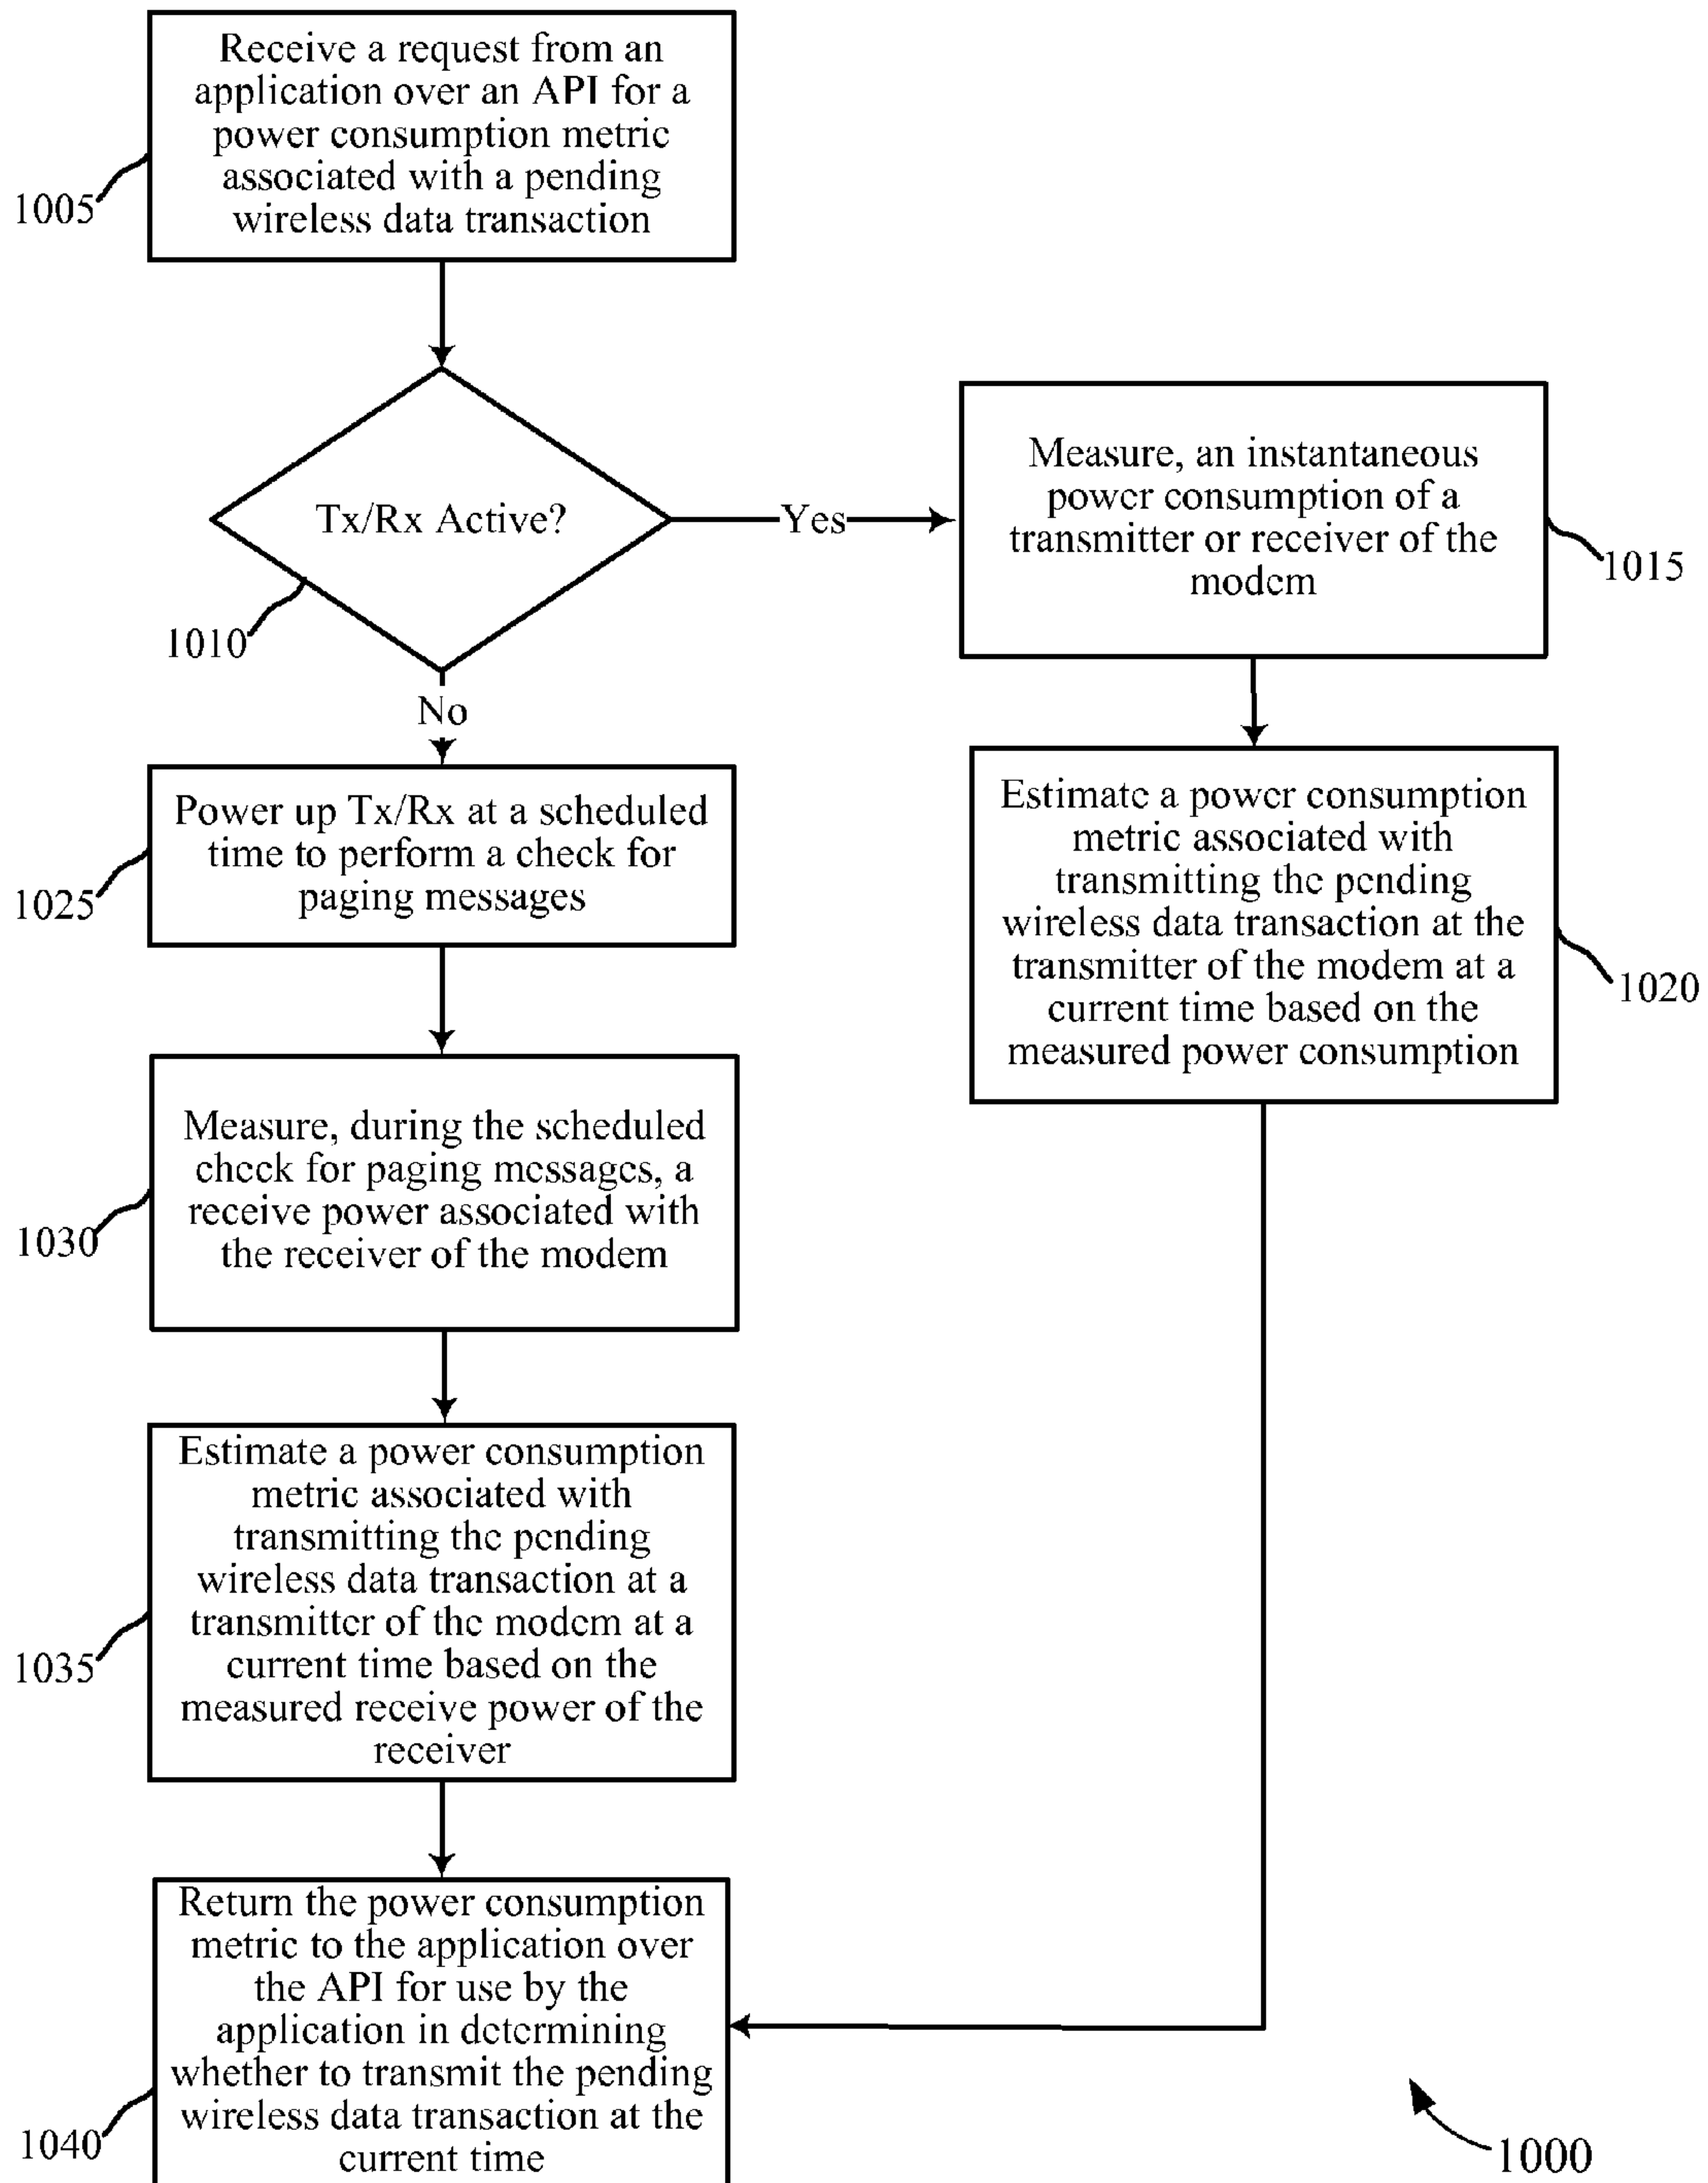 Receive a request from an
application over an API for a
power consumption metric
associated with a pending
wireless data transaction
1005
Tx/Rx Active?
Yes
1010
No
Measure, an instantaneous
power consumption of a
transmitter or receiver of the
modem
1015
Estimate a power consumption
metric associated with
transmitting the pending
wireless data transaction at the
transmitter of the modem at a
current time based on the
measured power consumption
1020
Power up Tx/Rx at a scheduled
time to perform a check for
paging messages
1025
Measure, during the scheduled
check for paging messages, a
receive power associated with
the receiver of the modem
1030
Estimate a power consumption
metric associated with
transmitting the pending
wireless data transaction at a
transmitter of the modem at a
current time based on the
measured receive power of the
receiver
1035
Return the power consumption
metric to the application over
the API for use by the
application in determining
whether to transmit the pending
wireless data transaction at the
current time
1040
1000